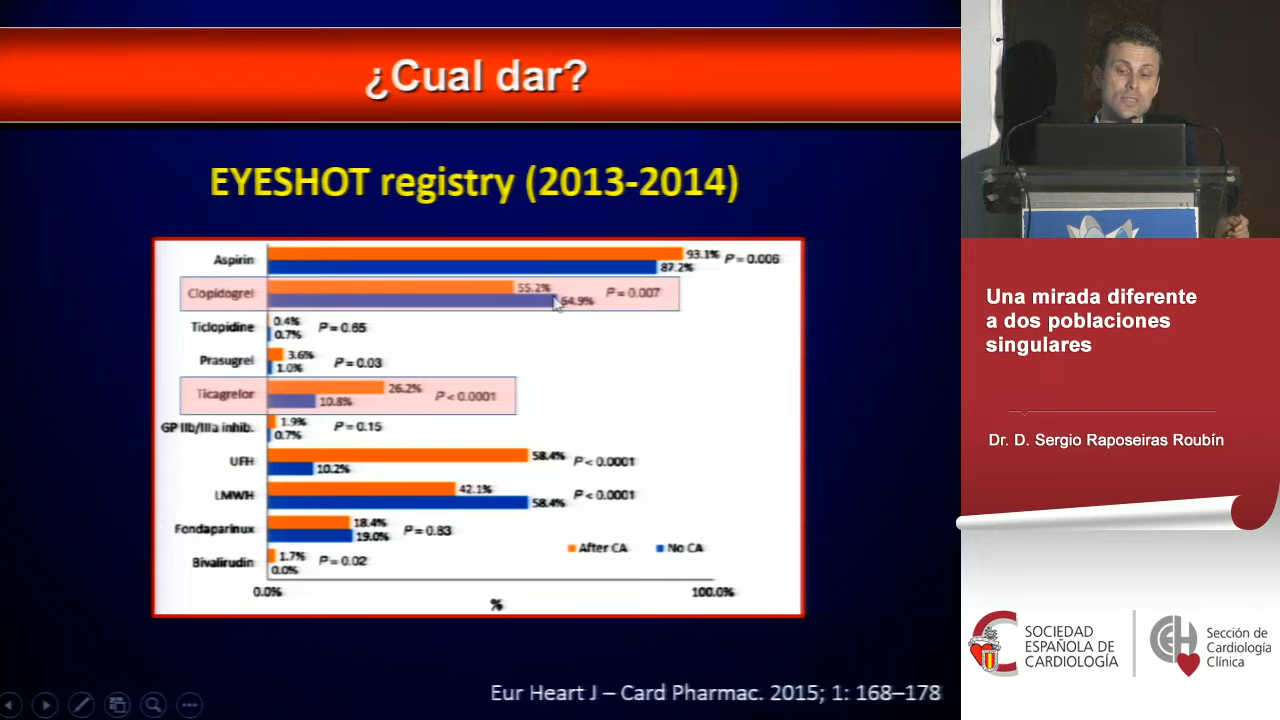 ¿Cual dar?
EYESHOT registry (2013-2014)
Aspirin 93.1% P = 0.006
87.2%
Clopidogrel 55.2% P = 0.007
64.9%
Ticlopidine 0.4% P = 0.65
0.7%
Prasugrel 3.6% P = 0.03
1.0%
Ticagrelor 26.2% P < 0.0001
10.8%
GP IIb/IIIa inhib. 1.9% P = 0.15
0.7%
UFH 58.4% P < 0.0001
10.2%
LMWH 42.1% P < 0.0001
58.4%
Fondaparinux 18.4% P = 0.83
19.0%
Bivalirudin 1.7% P = 0.02
0.0%
After CA No CA
0.0% 100.0%
%
Eur Heart J – Card Pharmac. 2015; 1: 168–178
Una mirada diferente
a dos poblaciones
singulares
Dr. D. Sergio Raposeiras Roubín
SOCIEDAD
ESPAÑOLA DE
CARDIOLOGÍA
Sección de
Cardiología
Clínica